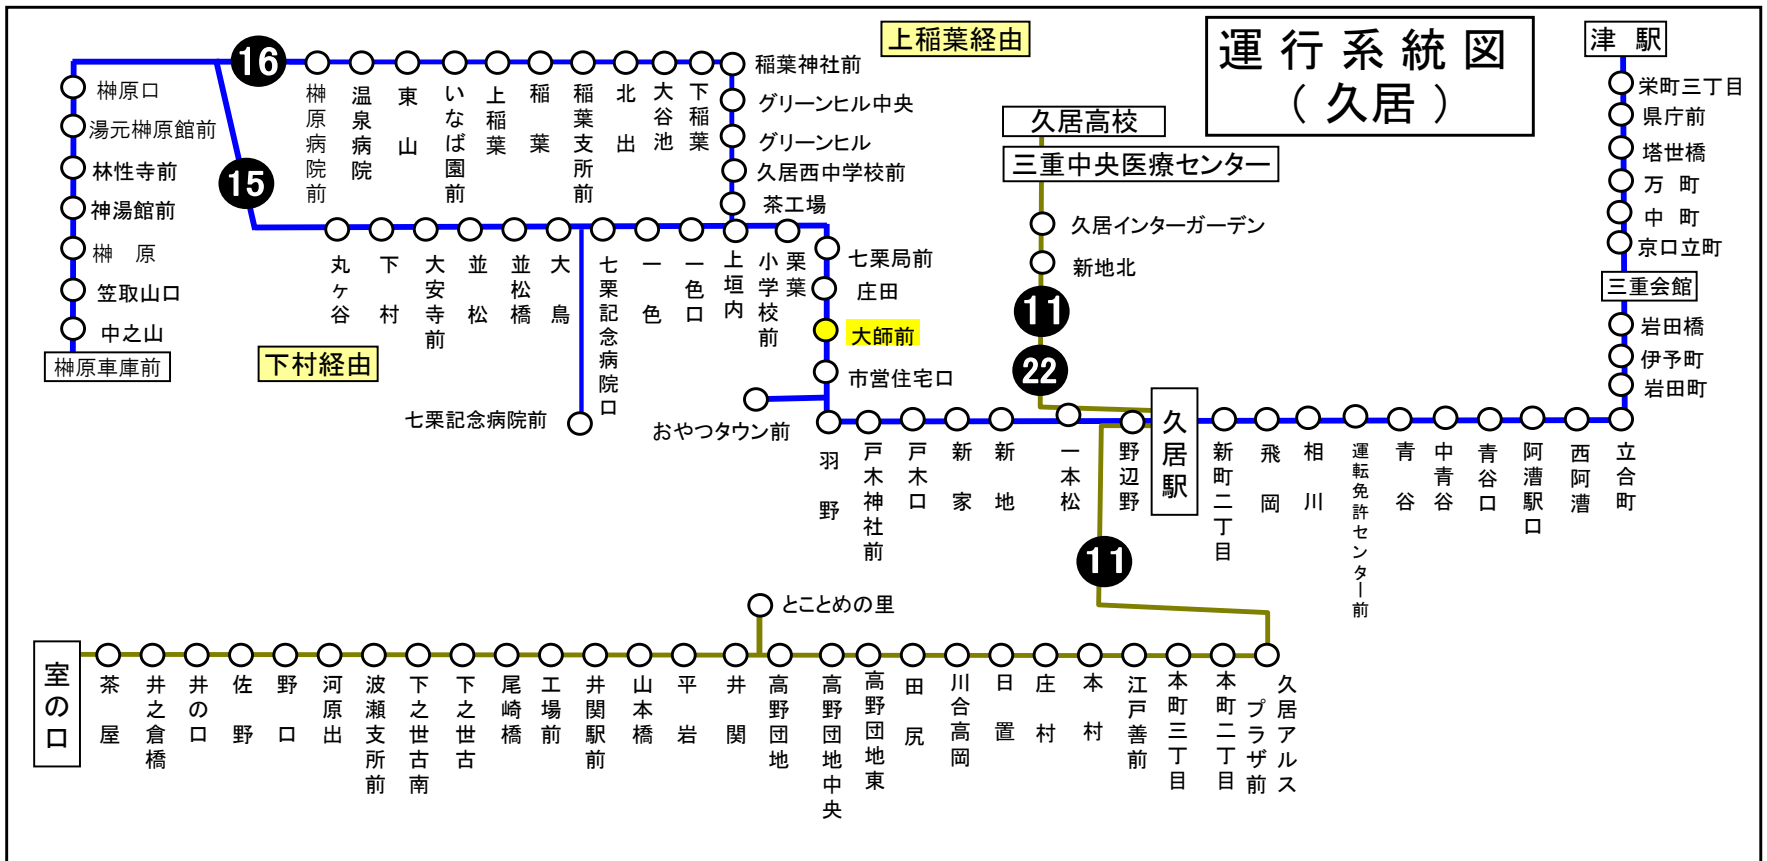 運行系統図
（久居）
上稲葉経由
下村経由
津駅
栄町三丁目
県庁前
塔世橋
万町
中町
京口立町
三重会館
岩田橋
伊予町
岩田町
立合町
西阿漕
阿漕駅口
青谷口
中青谷
青谷
運転免許センター前
相川
飛岡
新町二丁目
久居駅
野辺野
一本松
新地
新家
戸木口
戸木神社前
羽野
おやつタウン前
市営住宅口
大師前
庄田
七栗局前
栗葉小学校前
上垣内
一色口
一色
七栗記念病院口
七栗記念病院前
大鳥
並松橋
並松
大安寺前
下村
丸ヶ谷
15
茶工場
久居西中学校前
グリーンヒル
グリーンヒル中央
稲葉神社前
下稲葉
大谷池
北出
稲葉支所前
稲葉
上稲葉
いなば園前
東山
温泉病院
榊原病院前
16
榊原口
湯元榊原館前
林性寺前
神湯館前
榊原
笠取山口
中之山
榊原車庫前
久居高校
三重中央医療センター
久居インターガーデン
新地北
11
22
11
久居アルスプラザ前
本町二丁目
本町三丁目
江戸善前
本村
庄村
日置
川合高岡
田尻
高野団地東
高野団地中央
高野団地
とことめの里
井関
平岩
山本橋
井関駅前
工場前
尾崎橋
下之世古
下之世古南
波瀬支所前
河原出
野口
佐野
井の口
井之倉橋
茶屋
室の口